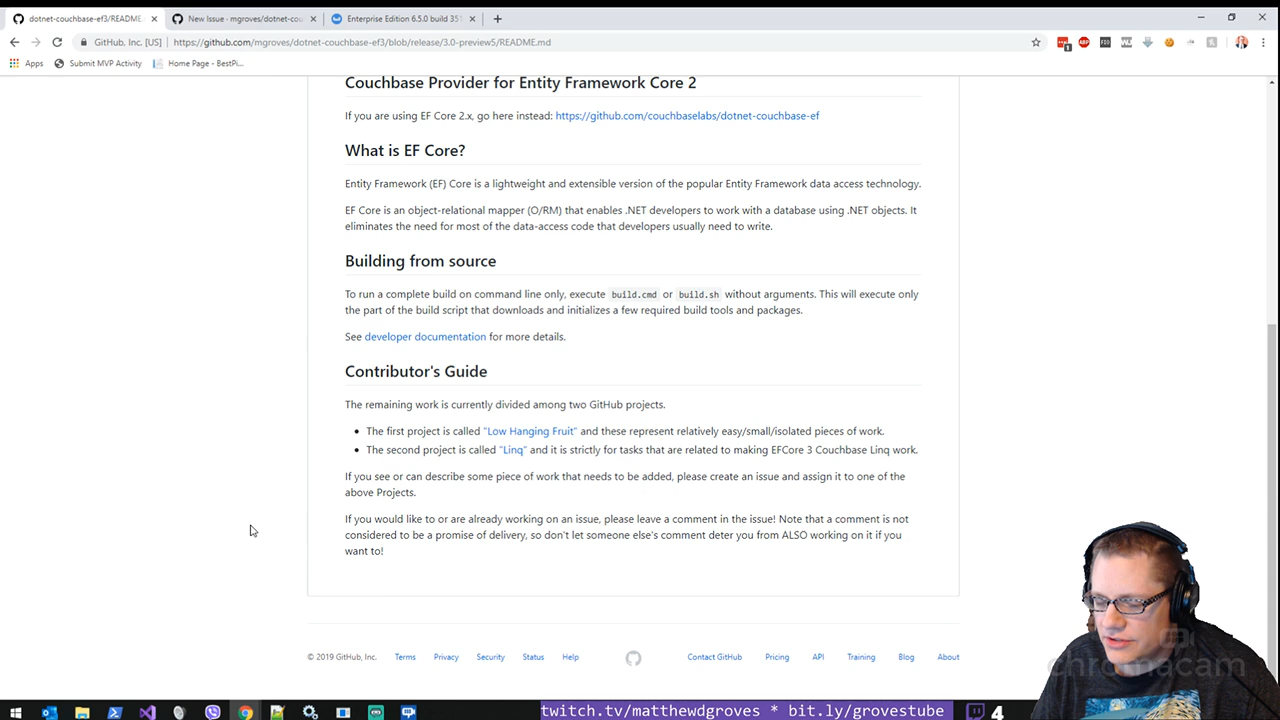 dotnet-couchbase-ef3/README.
New Issue · mgroves/dotnet-cou
Enterprise Edition 6.5.0 build 351
GitHub, Inc. [US]
https://github.com/mgroves/dotnet-couchbase-ef3/blob/release/3.0-preview5/README.md
Apps
Submit MVP Activity
Home Page - BestPi...
Couchbase Provider for Entity Framework Core 2
If you are using EF Core 2.x, go here instead: https://github.com/couchbaselabs/dotnet-couchbase-ef
What is EF Core?
Entity Framework (EF) Core is a lightweight and extensible version of the popular Entity Framework data access technology.
EF Core is an object-relational mapper (O/RM) that enables .NET developers to work with a database using .NET objects. It
eliminates the need for most of the data-access code that developers usually need to write.
Building from source
To run a complete build on command line only, execute build.cmd or build.sh without arguments. This will execute only
the part of the build script that downloads and initializes a few required build tools and packages.
See developer documentation for more details.
Contributor's Guide
The remaining work is currently divided among two GitHub projects.
• The first project is called "Low Hanging Fruit" and these represent relatively easy/small/isolated pieces of work.
• The second project is called "Linq" and it is strictly for tasks that are related to making EFCore 3 Couchbase Linq work.
If you see or can describe some piece of work that needs to be added, please create an issue and assign it to one of the
above Projects.
If you would like to or are already working on an issue, please leave a comment in the issue! Note that a comment is not
considered to be a promise of delivery, so don't let someone else's comment deter you from ALSO working on it if you
want to!
© 2019 GitHub, Inc.
Terms
Privacy
Security
Status
Help
Contact GitHub
Pricing
API
Training
Blog
About
chromacam
twitch.tv/matthewdgroves * bit.ly/grovestube
4